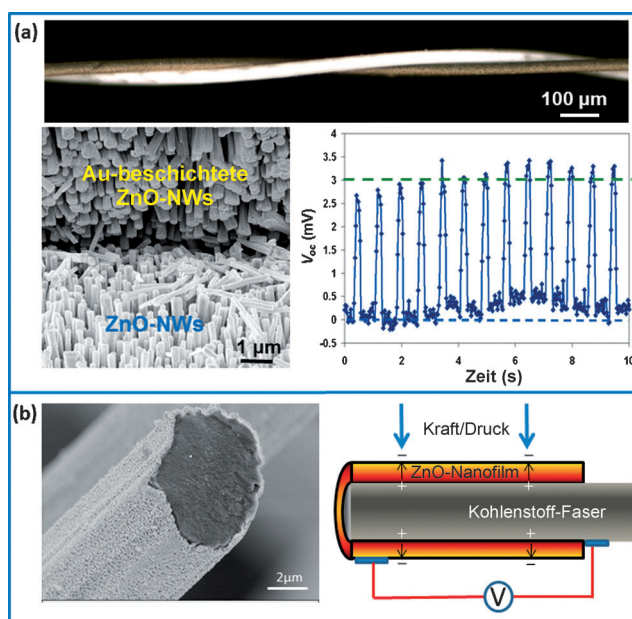 (a)
100 µm
Au-beschichtete
ZnO-NWs
ZnO-NWs
1 µm
4
3.5
3
2.5
2
1.5
1
0.5
0
-0.5
V_oc (mV)
0 2 4 6 8 10
Zeit (s)
(b)
2µm
Kraft/Druck
– –
ZnO-Nanofilm
+ +
Kohlenstoff-Faser
+ +
– –
V